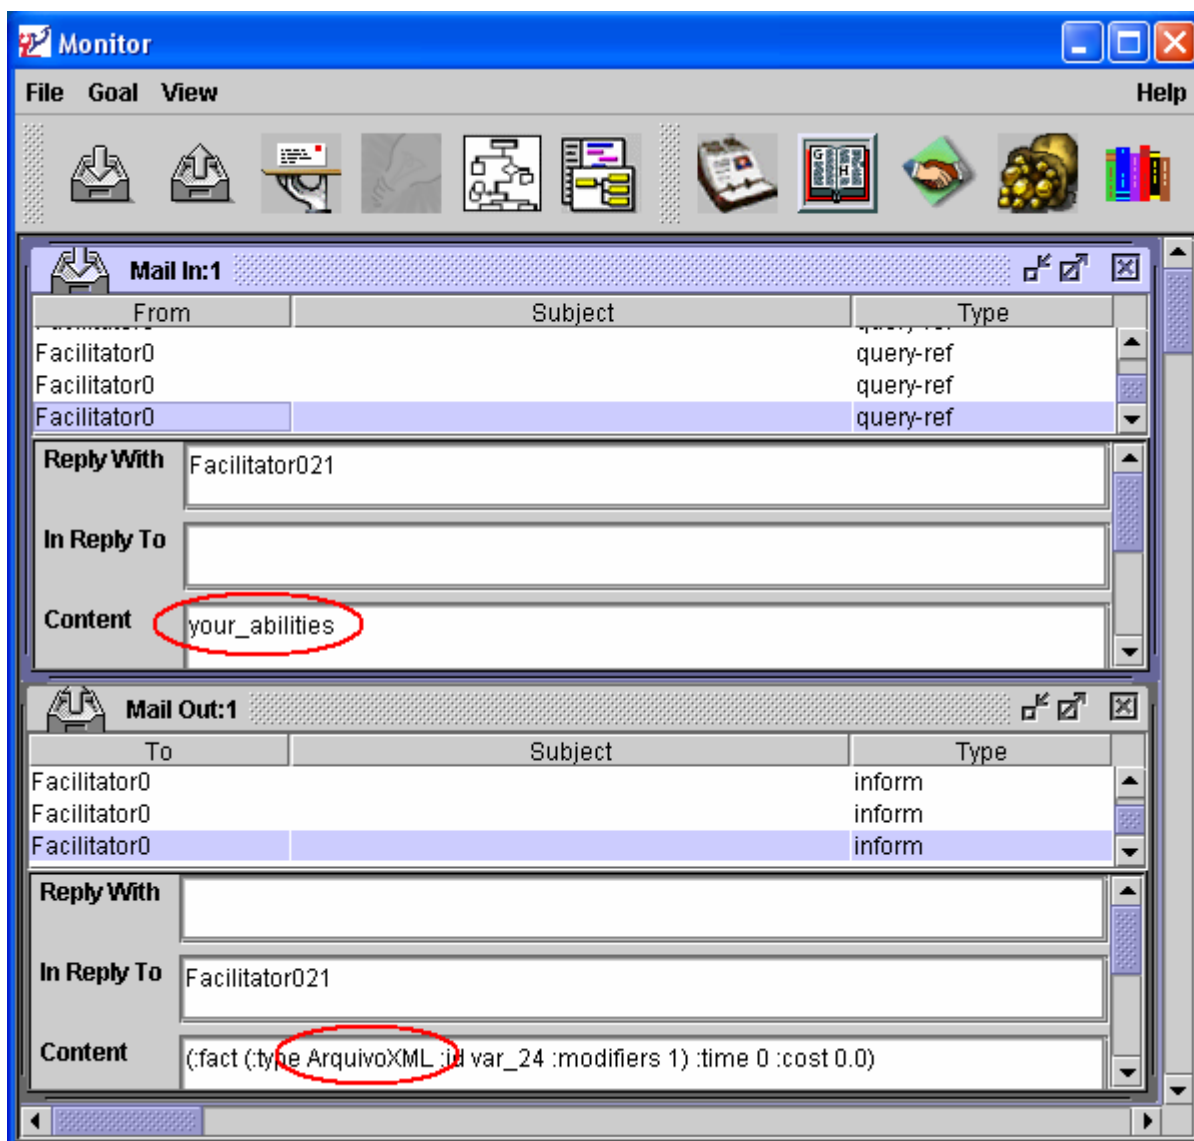 Monitor
File Goal View Help
Mail In:1
From Subject Type
Facilitator0 query-ref
Facilitator0 query-ref
Facilitator0 query-ref
Reply With Facilitator021
In Reply To
Content your_abilities
Mail Out:1
To Subject Type
Facilitator0 inform
Facilitator0 inform
Facilitator0 inform
Reply With
In Reply To Facilitator021
Content (:fact (:type ArquivoXML :id var_24 :modifiers 1) :time 0 :cost 0.0)